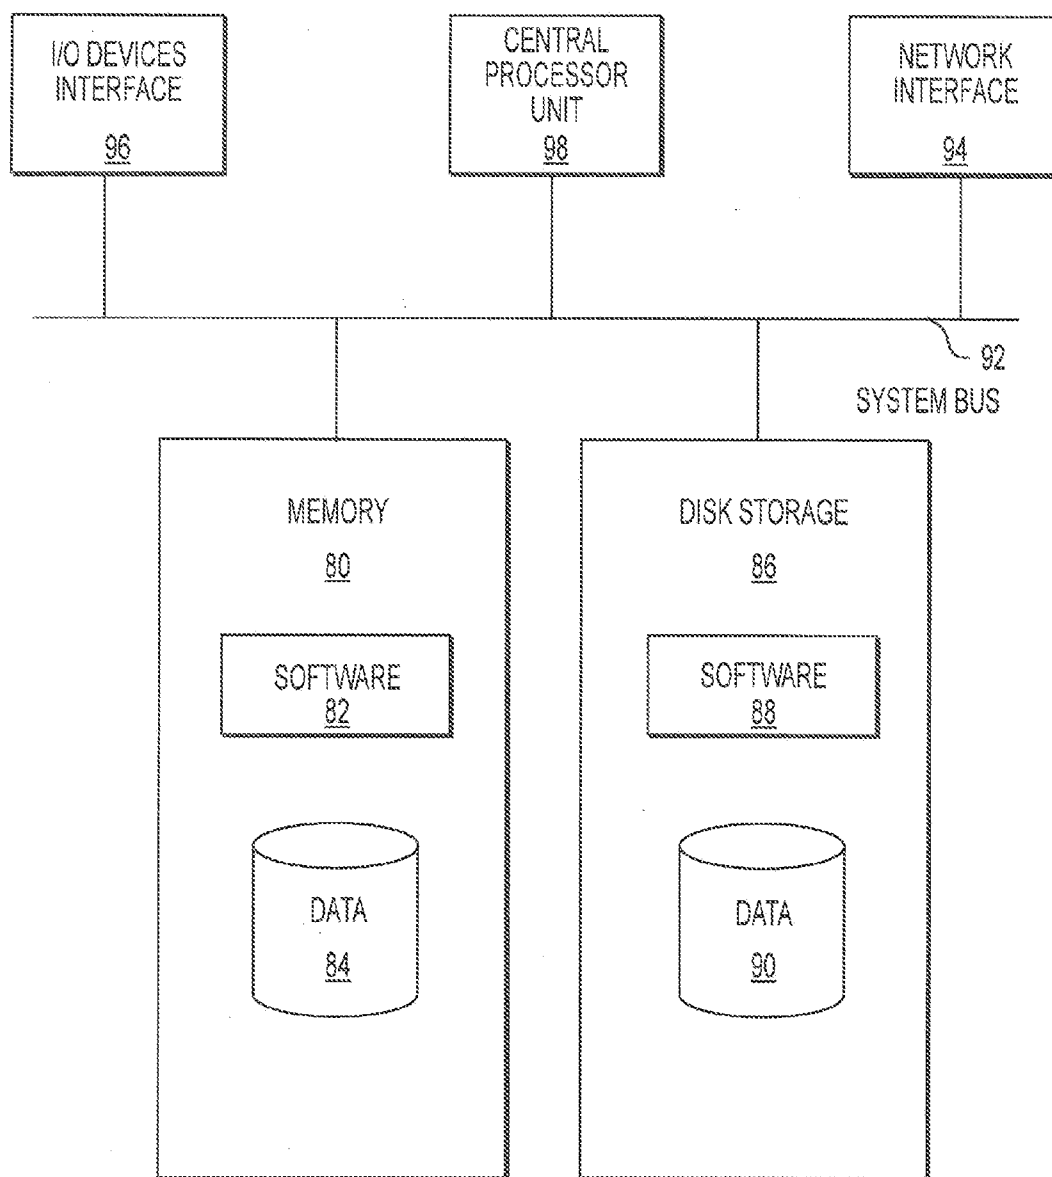 I/O DEVICES
INTERFACE
96
CENTRAL
PROCESSOR
UNIT
98
NETWORK
INTERFACE
94
92
SYSTEM BUS
MEMORY
80
SOFTWARE
82
DATA
84
DISK STORAGE
86
SOFTWARE
88
DATA
90